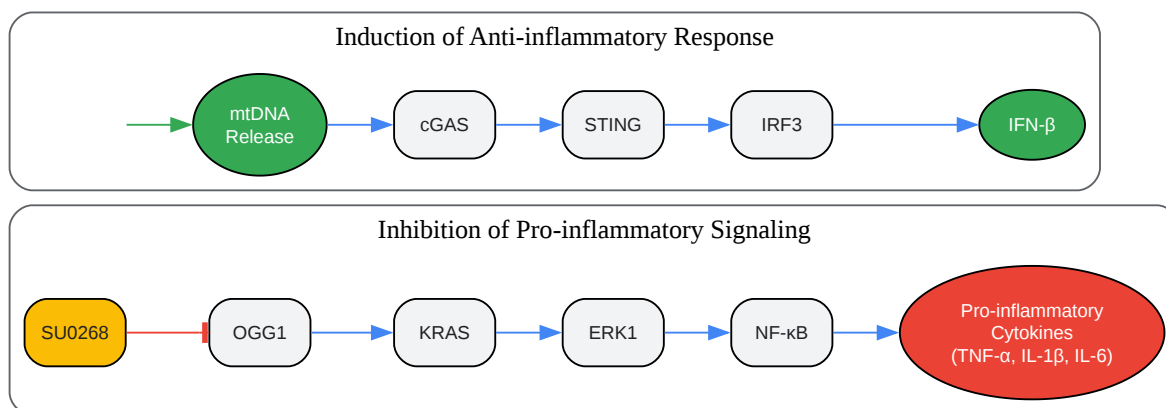 Induction of Anti-inflammatory Response
mtDNA
Release
cGAS
STING
IRF3
IFN-β
Inhibition of Pro-inflammatory Signaling
SU0268
OGG1
KRAS
ERK1
NF-κB
Pro-inflammatory
Cytokines
(TNF-α, IL-1β, IL-6)